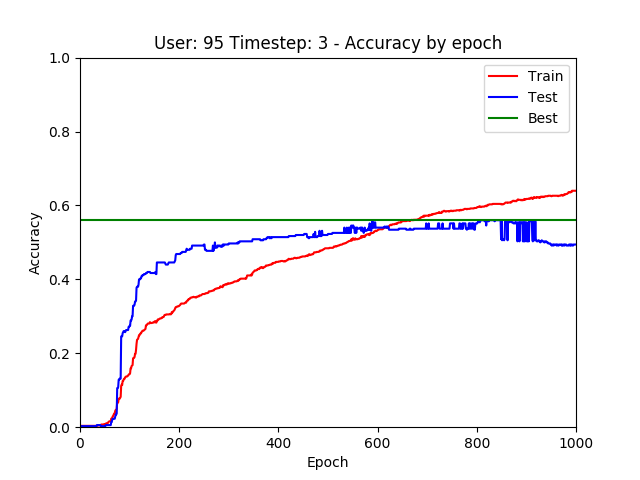 User: 95 Timestep: 3 - Accuracy by epoch
Accuracy
1.0
0.8
0.6
0.4
0.2
0.0
Train
Test
Best
0 200 400 600 800 1000
Epoch